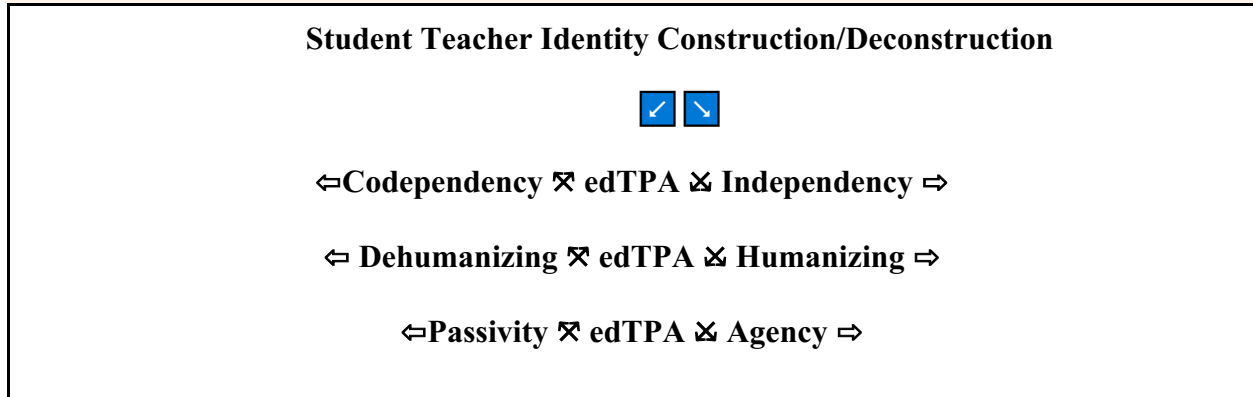 Student Teacher Identity Construction/Deconstruction
↙ ↘
⇦Codependency ⤧ edTPA ⤩ Independency ⇨
⇦ Dehumanizing ⤧ edTPA ⤩ Humanizing ⇨
⇦Passivity ⤧ edTPA ⤩ Agency ⇨